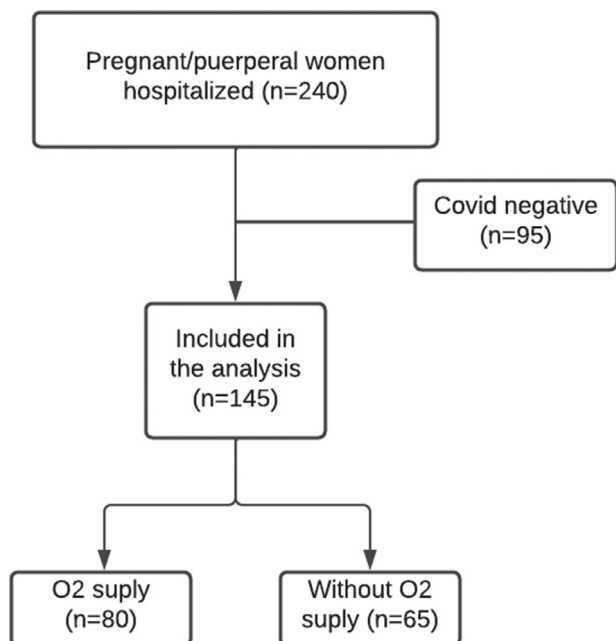 Pregnant/puerperal women
hospitalized (n=240)
Covid negative
(n=95)
Included in
the analysis
(n=145)
O2 suply
(n=80)
Without O2
suply (n=65)